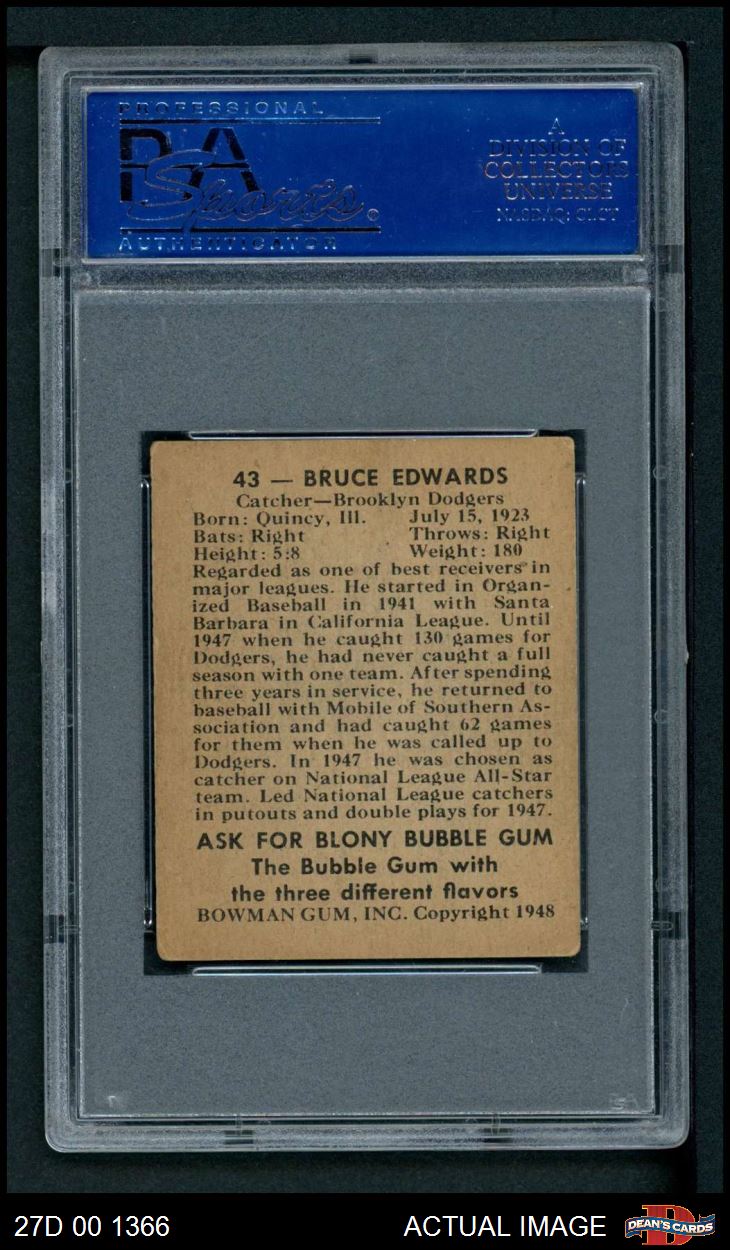 PROFESSIONAL
PSA
Sports®
AUTHENTICATOR
A
DIVISION OF
COLLECTORS
UNIVERSE
NASDAQ: CLCT
43 — BRUCE EDWARDS
Catcher—Brooklyn Dodgers
Born: Quincy, Ill. July 15, 1923
Bats: Right Throws: Right
Height: 5:8 Weight: 180
Regarded as one of best receivers in
major leagues. He started in Organ-
ized Baseball in 1941 with Santa
Barbara in California League. Until
1947 when he caught 130 games for
Dodgers, he had never caught a full
season with one team. After spending
three years in service, he returned to
baseball with Mobile of Southern As-
sociation and had caught 62 games
for them when he was called up to
Dodgers. In 1947 he was chosen as
catcher on National League All-Star
team. Led National League catchers
in putouts and double plays for 1947.
ASK FOR BLONY BUBBLE GUM
The Bubble Gum with
the three different flavors
BOWMAN GUM, INC. Copyright 1948
27D 00 1366 ACTUAL IMAGE
DEAN'S CARDS